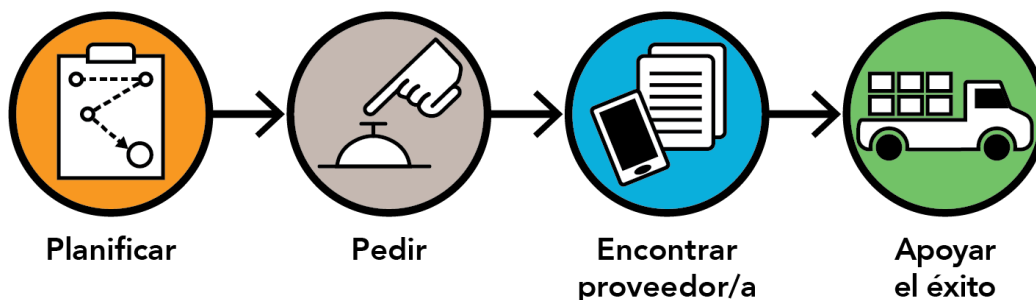 Planificar
Pedir
Encontrar
proveedor/a
Apoyar
el éxito